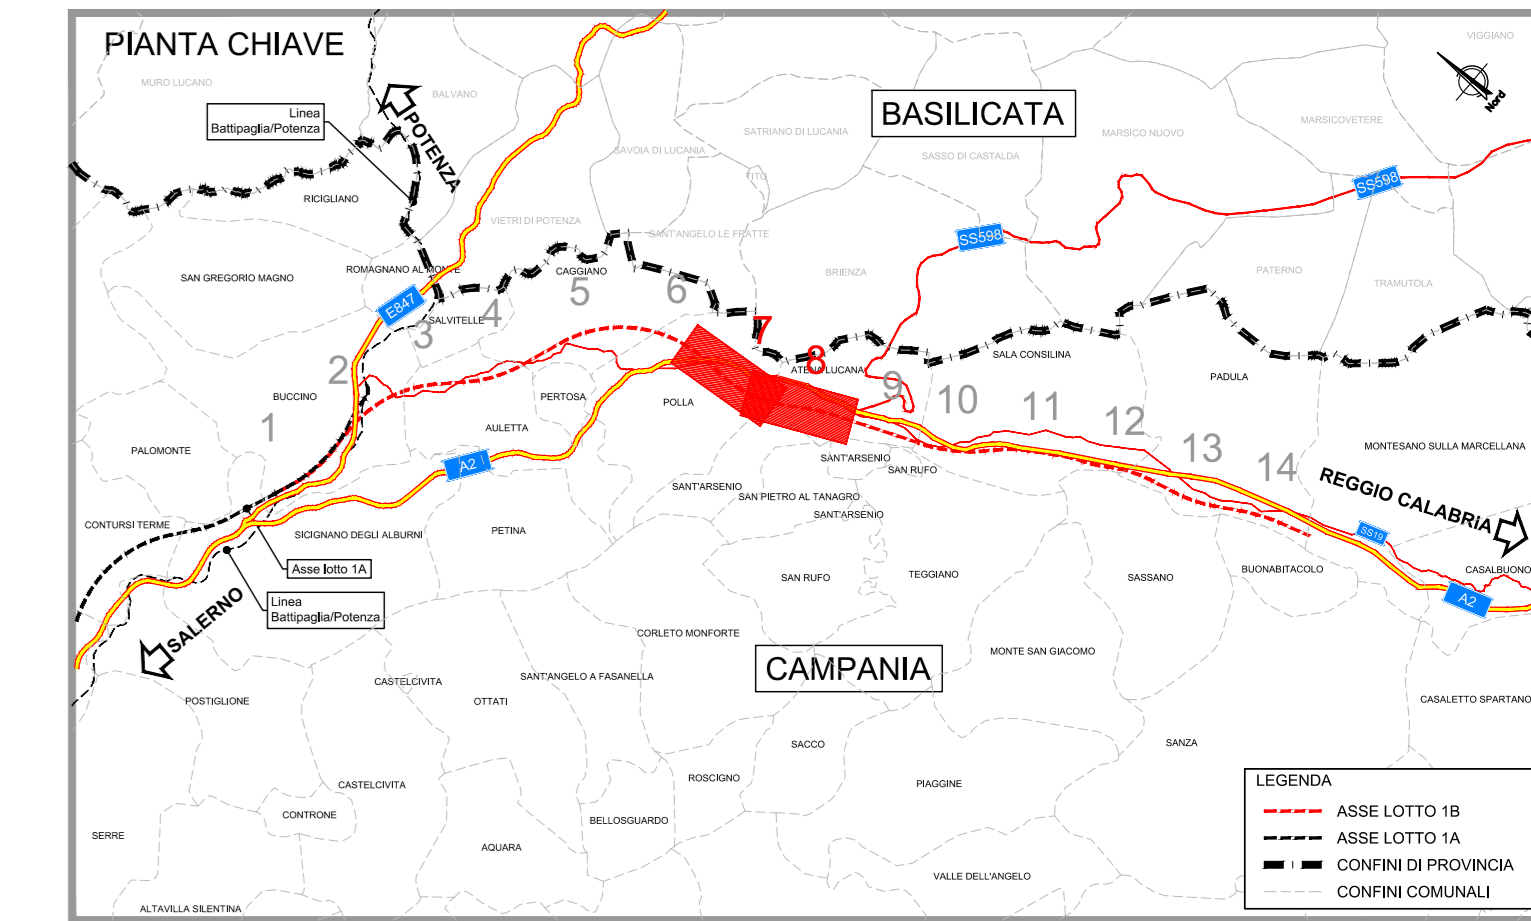 PIANTA CHIAVE
VIGGIANO
MURO LUCANO
BALVANO
Linea
Battipaglia/Potenza
POTENZA
BASILICATA
Nord
SATRIANO DI LUCANIA
MARSICO NUOVO
MARSICOVETERE
SAVOIA DI LUCANIA
SASSO DI CASTALDA
TITO
SS598
RICIGLIANO
VIETRI DI POTENZA
SANT'ANGELO LE FRATTE
SS598
SAN GREGORIO MAGNO
ROMAGNANO AL MONTE
CAGGIANO
BRIENZA
PATERNO
TRAMUTOLA
E847
SALVITELLE
1
2
3
4
5
6
7
8
9
10
11
12
13
14
SALA CONSILINA
ATENA LUCANA
PADULA
BUCCINO
PERTOSA
POLLA
AULETTA
PALOMONTE
A2
SANT'ARSENIO
SAN RUFO
MONTESANO SULLA MARCELLANA
SANT'ARSENIO
SAN PIETRO AL TANAGRO
SANT'ARSENIO
REGGIO CALABRiA
CONTURSI TERME
SICIGNANO DEGLI ALBURNI
PETINA
SS19
Asse lotto 1A
SAN RUFO
TEGGIANO
SASSANO
BUONABITACOLO
CASALBUONO
A2
Linea
Battipaglia/Potenza
SALERNO
CORLETO MONFORTE
MONTE SAN GIACOMO
CAMPANIA
POSTIGLIONE
CASTELCIVITA
SANT'ANGELO A FASANELLA
OTTATI
CASALETTO SPARTANO
SACCO
SANZA
ROSCIGNO
PIAGGINE
CASTELCIVITA
CONTRONE
BELLOSGUARDO
SERRE
AQUARA
VALLE DELL'ANGELO
ALTAVILLA SILENTINA
LEGENDA
ASSE LOTTO 1B
ASSE LOTTO 1A
CONFINI DI PROVINCIA
CONFINI COMUNALI